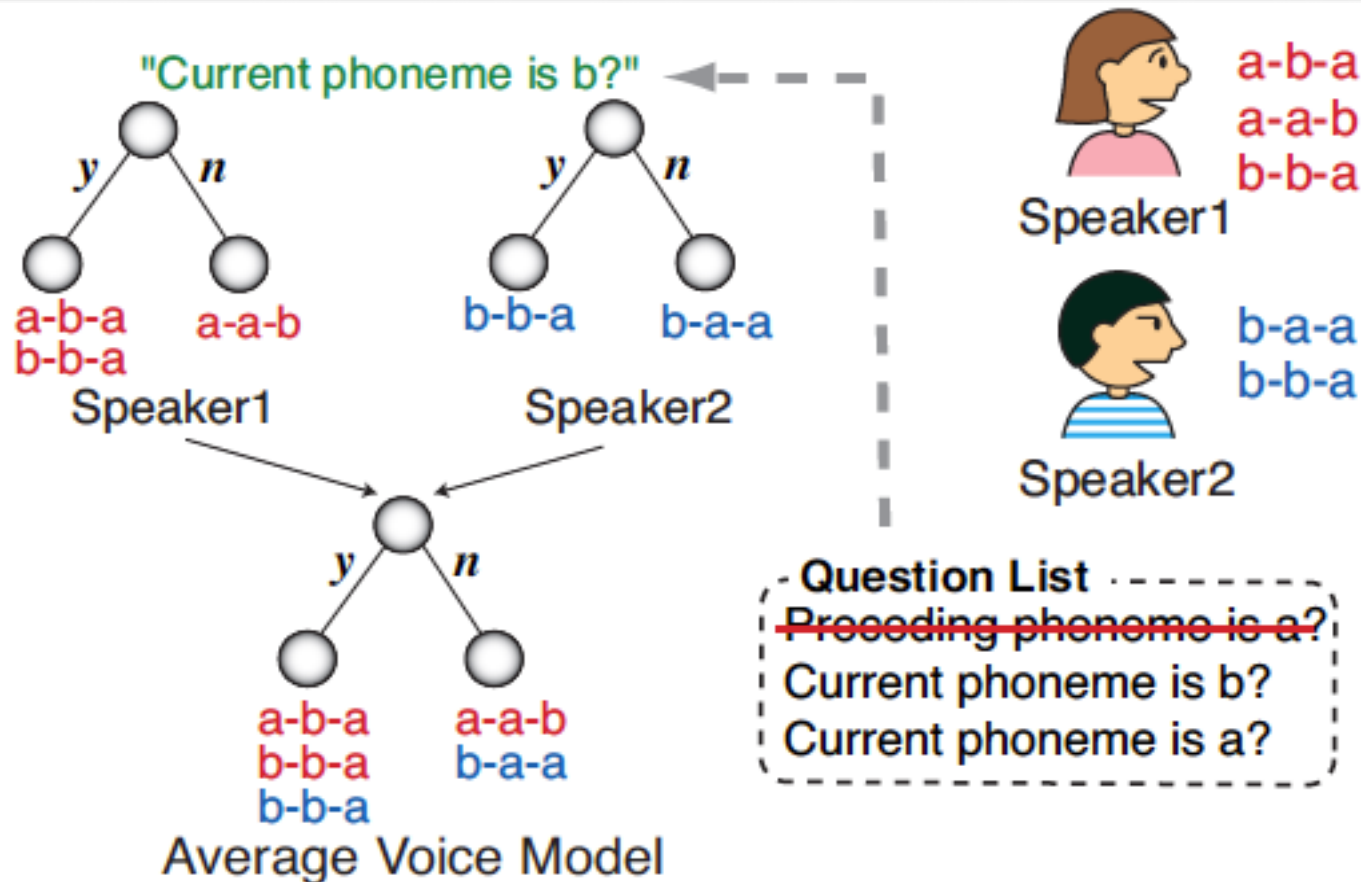 "Current phoneme is b?"
y n
y n
a-b-a
b-b-a
a-a-b
Speaker1
b-b-a
b-a-a
Speaker2
y n
a-b-a
b-b-a
b-b-a
a-a-b
b-a-a
Average Voice Model
a-b-a
a-a-b
b-b-a
Speaker1
b-a-a
b-b-a
Speaker2
Question List
Preceding phoneme is a?
Current phoneme is b?
Current phoneme is a?